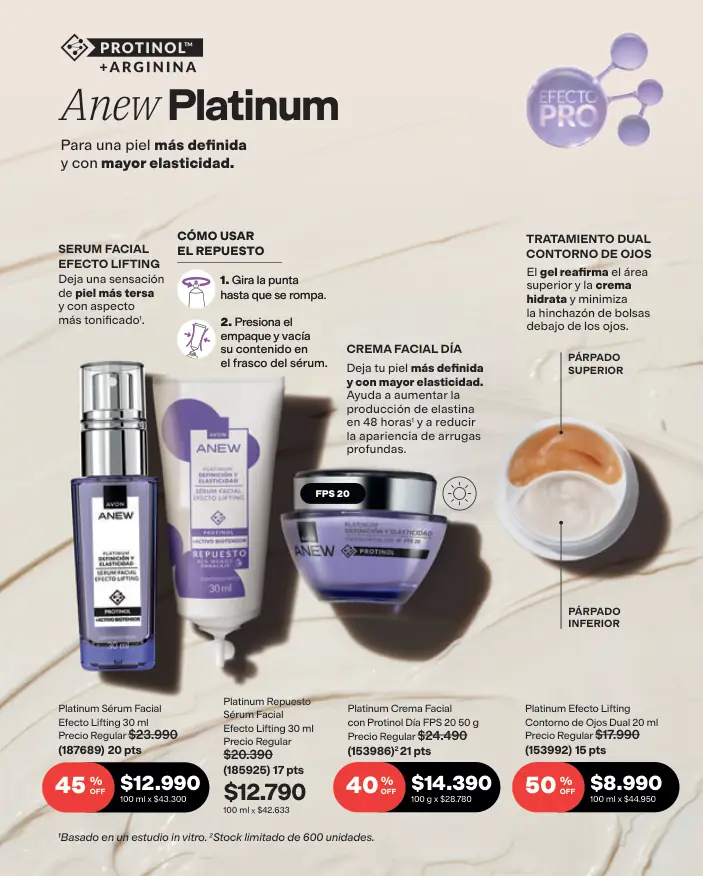 PROTINOL™
+ARGININA
Anew Platinum
Para una piel más definida
y con mayor elasticidad.
EFECTO
PRO
SERUM FACIAL
EFECTO LIFTING
Deja una sensación
de piel más tersa
y con aspecto
más tonificado¹.
CÓMO USAR
EL REPUESTO
1. Gira la punta
hasta que se rompa.
2. Presiona el
empaque y vacía
su contenido en
el frasco del sérum.
CREMA FACIAL DÍA
Deja tu piel más definida
y con mayor elasticidad.
Ayuda a aumentar la
producción de elastina
en 48 horas¹ y a reducir
la apariencia de arrugas
profundas.
TRATAMIENTO DUAL
CONTORNO DE OJOS
El gel reafirma el área
superior y la crema
hidrata y minimiza
la hinchazón de bolsas
debajo de los ojos.
PÁRPADO
SUPERIOR
PÁRPADO
INFERIOR
AVON
ANEW
PLATINUM
DEFINICIÓN Y
ELASTICIDAD
SÉRUM FACIAL
EFECTO LIFTING
PROTINOL
+ACTIVO BIOTENSOR
30 ml
AVON
ANEW
PLATINUM
DEFINICIÓN Y
ELASTICIDAD
SÉRUM FACIAL
EFECTO LIFTING
PROTINOL
+ACTIVO BIOTENSOR
REPUESTO
30 ml
FPS 20
ANEW
PLATINUM
DEFINICIÓN Y ELASTICIDAD
PROTINOL
Platinum Sérum Facial
Efecto Lifting 30 ml
Precio Regular $23.990
(187689) 20 pts
45% OFF
$12.990
100 ml x $43.300
Platinum Repuesto
Sérum Facial
Efecto Lifting 30 ml
Precio Regular
$20.390
(185925) 17 pts
$12.790
100 ml x $42.633
Platinum Crema Facial
con Protinol Día FPS 20 50 g
Precio Regular $24.490
(153986)² 21 pts
40% OFF
$14.390
100 g x $28.780
Platinum Efecto Lifting
Contorno de Ojos Dual 20 ml
Precio Regular $17.990
(153992) 15 pts
50% OFF
$8.990
100 ml x $44.950
¹Basado en un estudio in vitro. ²Stock limitado de 600 unidades.